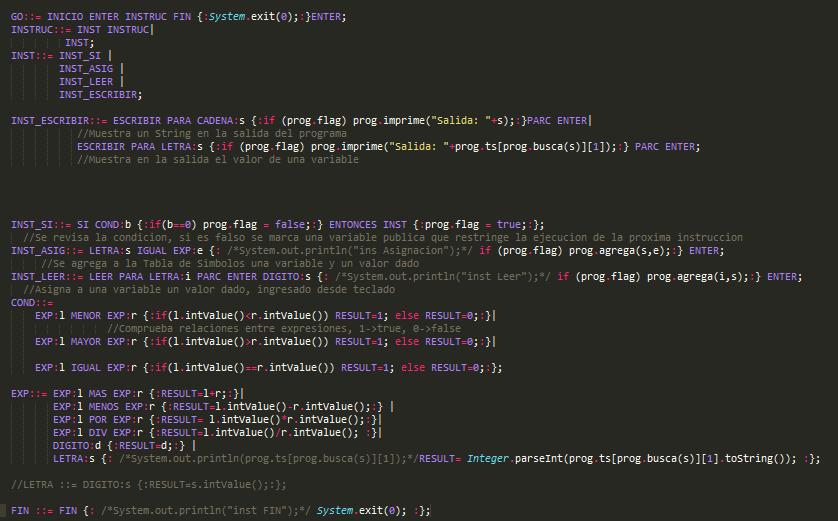 GO::= INICIO ENTER INSTRUC FIN {:System.exit(0);:}ENTER;
INSTRUC::= INST INSTRUC|
INST;
INST::= INST_SI |
INST_ASIG |
INST_LEER |
INST_ESCRIBIR;
INST_ESCRIBIR::= ESCRIBIR PARA CADENA:s {:if (prog.flag) prog.imprime("Salida: "+s);:}PARC ENTER|
//Muestra un String en la salida del programa
ESCRIBIR PARA LETRA:s {:if (prog.flag) prog.imprime("Salida: "+prog.ts[prog.busca(s)][1]);:} PARC ENTER;
//Muestra en la salida el valor de una variable
INST_SI::= SI COND:b {:if(b==0) prog.flag = false;:} ENTONCES INST {:prog.flag = true;:};
//Se revisa la condicion, si es falso se marca una variable publica que restringe la ejecucion de la proxima instruccion
INST_ASIG::= LETRA:s IGUAL EXP:e {: /*System.out.println("ins Asignacion");*/ if (prog.flag) prog.agrega(s,e);:} ENTER;
//Se agrega a la Tabla de Simbolos una variable y un valor dado
INST_LEER::= LEER PARA LETRA:i PARC ENTER DIGITO:s {: /*System.out.println("inst Leer");*/ if (prog.flag) prog.agrega(i,s);:} ENTER;
//Asigna a una variable un valor dado, ingresado desde teclado
COND::=
EXP:l MENOR EXP:r {:if(l.intValue()<r.intValue()) RESULT=1; else RESULT=0;:}|
//Comprueba relaciones entre expresiones, 1->true, 0->false
EXP:l MAYOR EXP:r {:if(l.intValue()>r.intValue()) RESULT=1; else RESULT=0;:}|
EXP:l IGUAL EXP:r {:if(l.intValue()==r.intValue()) RESULT=1; else RESULT=0;:};
EXP::= EXP:l MAS EXP:r {:RESULT=l+r;:}|
EXP:l MENOS EXP:r {:RESULT=l.intValue()-r.intValue();:} |
EXP:l POR EXP:r {:RESULT= l.intValue()*r.intValue();:}|
EXP:l DIV EXP:r {:RESULT=l.intValue()/r.intValue(); :}|
DIGITO:d {:RESULT=d;:} |
LETRA:s {: /*System.out.println(prog.ts[prog.busca(s)][1]);*/RESULT= Integer.parseInt(prog.ts[prog.busca(s)][1].toString()); :};
//LETRA ::= DIGITO:s {:RESULT=s.intValue();:};
FIN ::= FIN {: /*System.out.println("inst FIN");*/ System.exit(0); :};